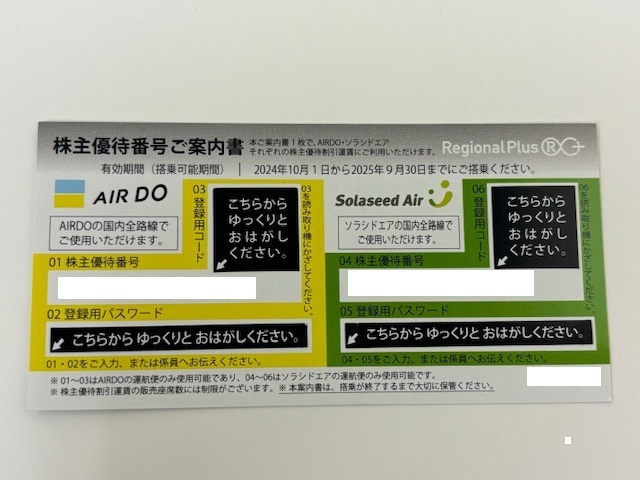 株主優待番号ご案内書
本ご案内書1枚で、AIRDO・ソラシドエア
それぞれの株主優待割引運賃にご利用いただけます。
RegionalPlus
有効期間（搭乗可能期間）｜2024年10月1日から2025年9月30日までにご搭乗ください。
AIR DO
AIRDOの国内全路線で
ご使用いただけます。
03 登録用コード
こちらから
ゆっくりと
おはがし
ください。
03を読み取り機にかざしてください。
01 株主優待番号
02 登録用パスワード
こちらから ゆっくりと おはがしください。
01・02をご入力、または係員へお伝えください。
Solaseed Air
ソラシドエアの国内全路線で
ご使用いただけます。
06 登録用コード
こちらから
ゆっくりと
おはがし
ください。
06を読み取り機にかざしてください。
04 株主優待番号
05 登録用パスワード
こちらから ゆっくりと おはがしください。
04・05をご入力、または係員へお伝えください。
※ 01～03はAIRDOの運航便のみ使用可能であり、04～06はソラシドエアの運航便のみ使用可能です。
※ 株主優待割引運賃の販売座席数には制限がございます。※ 本案内書は、搭乗が終了するまで大切に保管ください。